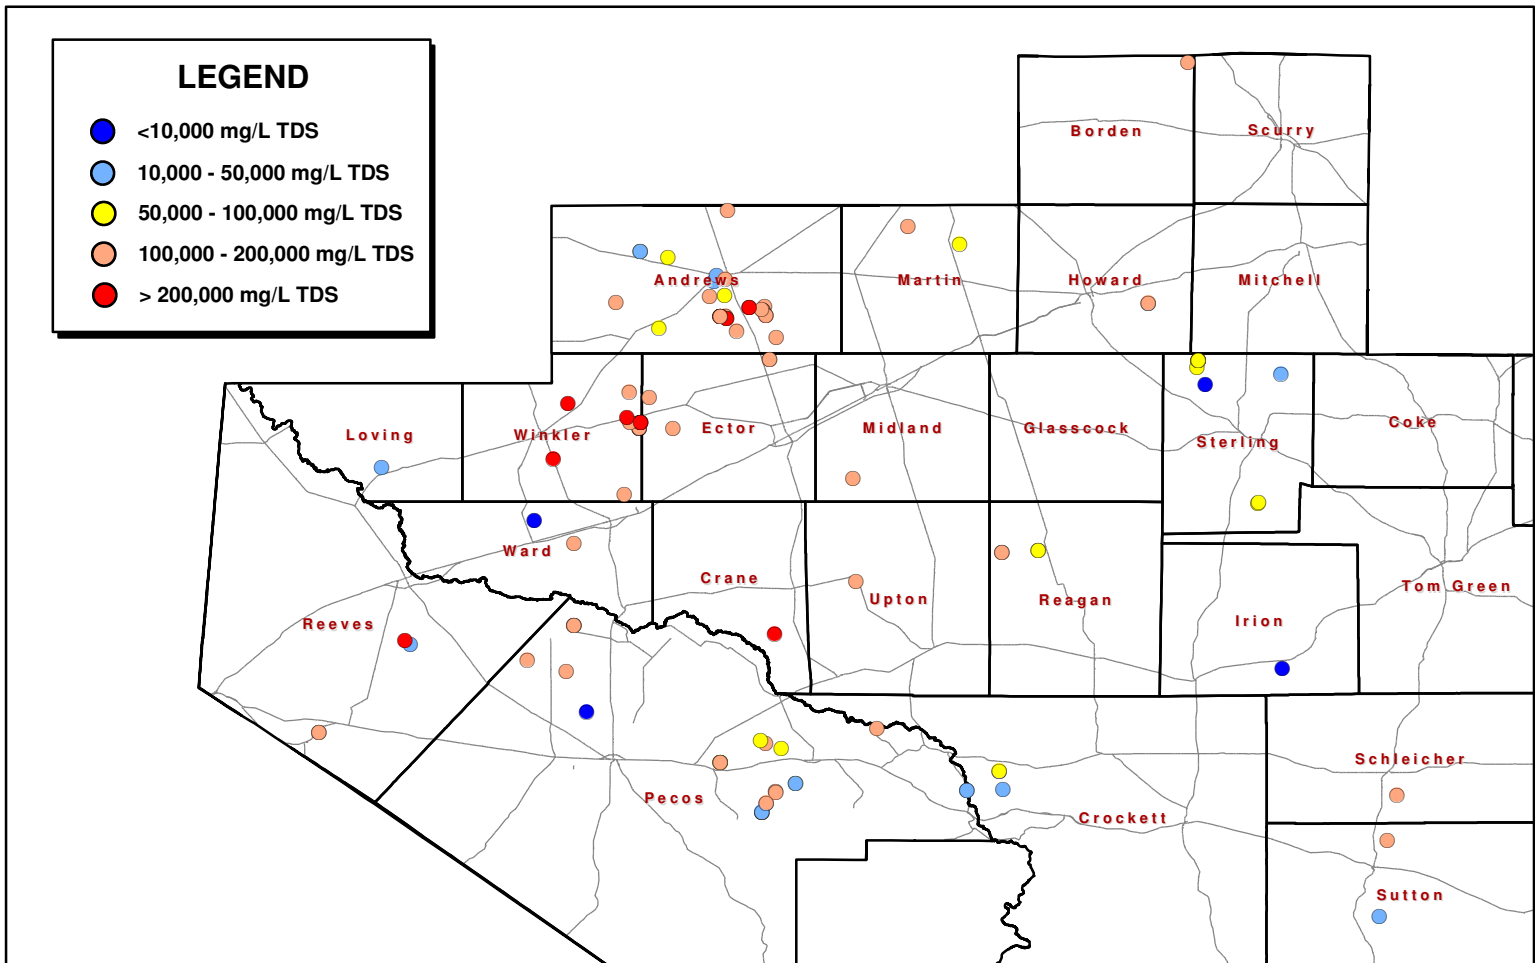 LEGEND
<10,000 mg/L TDS
10,000 - 50,000 mg/L TDS
50,000 - 100,000 mg/L TDS
100,000 - 200,000 mg/L TDS
> 200,000 mg/L TDS
Borden
Scurry
Andrews
Martin
Howard
Mitchell
Loving
Winkler
Ector
Midland
Glasscock
Sterling
Coke
Ward
Crane
Upton
Reagan
Irion
Tom Green
Reeves
Pecos
Crockett
Schleicher
Sutton